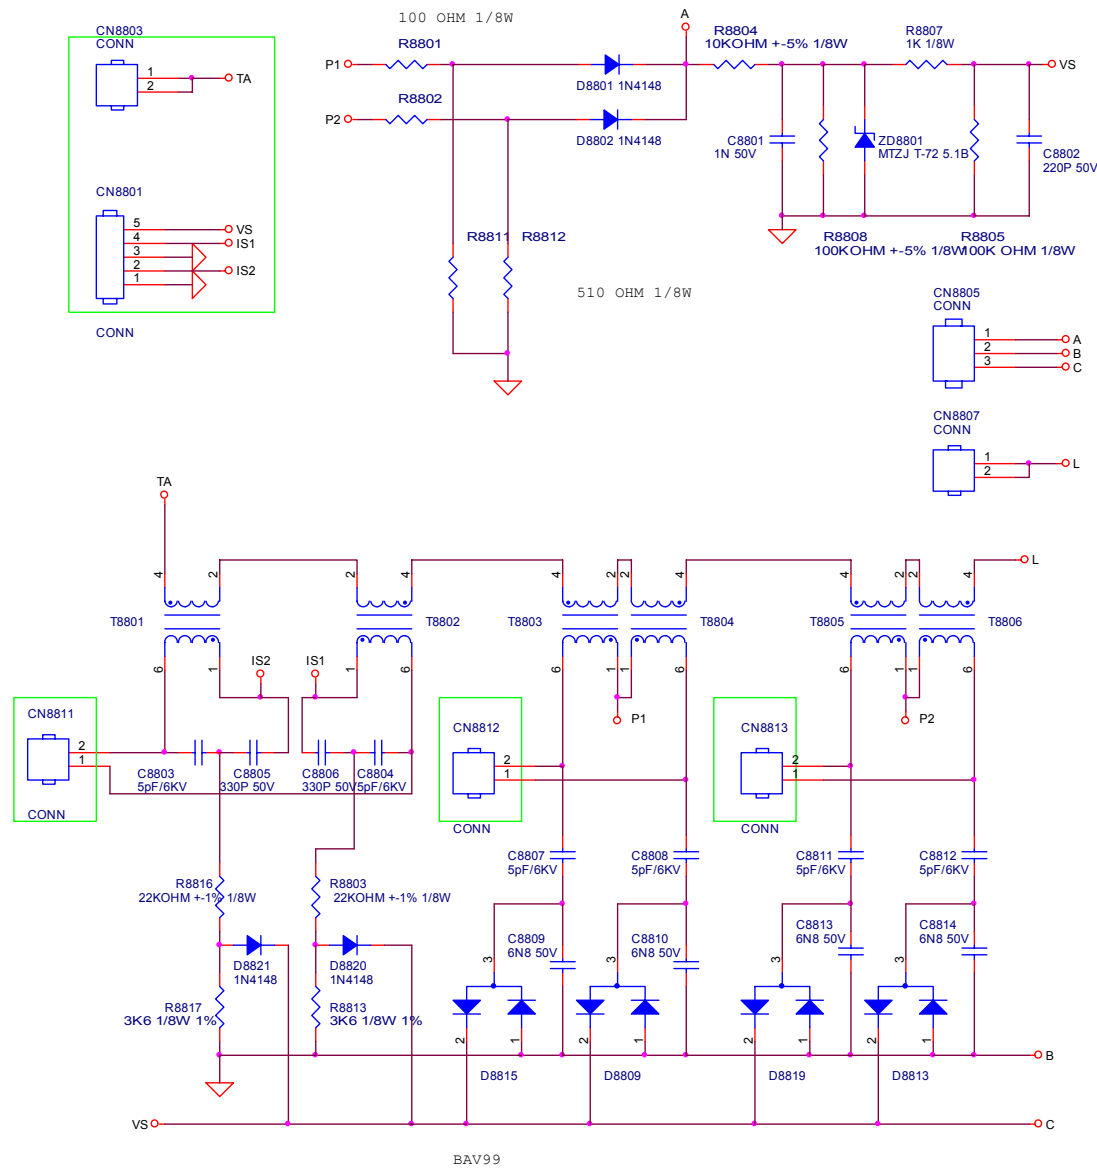 100 OHM 1/8W
A
CN8803
CONN
1
2
TA
R8801
P1
D8801 1N4148
R8804
10KOHM +-5% 1/8W
R8807
1K 1/8W
VS
R8802
P2
D8802 1N4148
C8801
1N 50V
ZD8801
MTZJ T-72 5.1B
C8802
220P 50V
CN8801
5
4
3
2
1
VS
IS1
IS2
CONN
R8811
R8812
R8808
100KOHM +-5% 1/8W
R8805
100K OHM 1/8W
510 OHM 1/8W
CN8805
CONN
1
2
3
A
B
C
CN8807
CONN
1
2
L
TA
4
2
2
4
4
2
2
4
4
2
2
4
L
T8801
T8802
T8803
T8804
T8805
T8806
6
1
1
6
6
1
1
6
6
1
1
6
IS2
IS1
P1
P2
CN8811
2
1
CONN
C8803
5pF/6KV
C8805
330P 50V
C8806
330P 50V
C8804
5pF/6KV
CN8812
2
1
CONN
CN8813
2
1
CONN
C8807
5pF/6KV
C8808
5pF/6KV
C8811
5pF/6KV
C8812
5pF/6KV
R8816
22KOHM +-1% 1/8W
R8803
22KOHM +-1% 1/8W
C8809
6N8 50V
C8810
6N8 50V
C8813
6N8 50V
C8814
6N8 50V
D8821
1N4148
D8820
1N4148
3
3
3
3
R8817
3K6 1/8W 1%
R8813
3K6 1/8W 1%
2
1
2
1
2
1
2
1
B
D8815
D8809
D8819
D8813
VS
C
BAV99